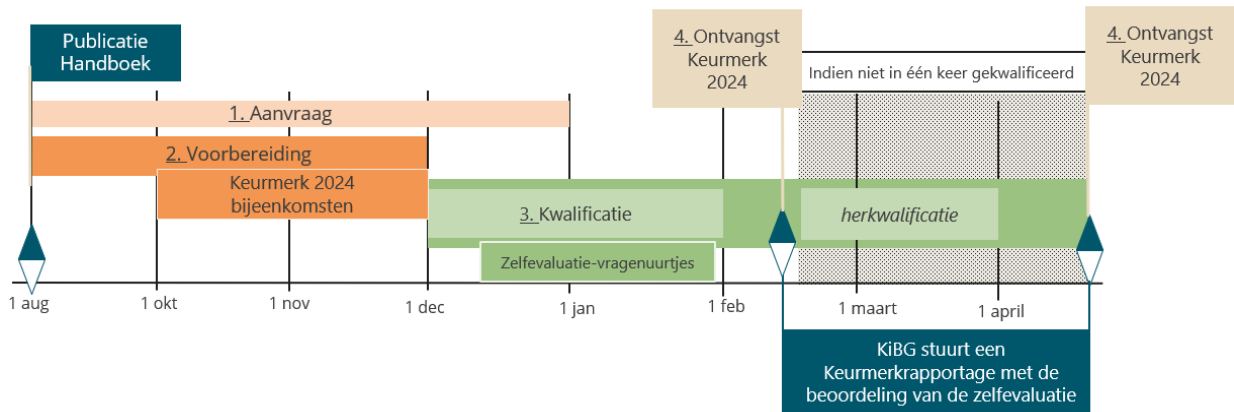 Publicatie
Handboek
4. Ontvangst
Keurmerk
2024
4. Ontvangst
Keurmerk
2024
Indien niet in één keer gekwalificeerd
1. Aanvraag
2. Voorbereiding
Keurmerk 2024
bijeenkomsten
3. Kwalificatie
herkwalificatie
Zelfevaluatie-vragenuurtjes
1 aug
1 okt
1 nov
1 dec
1 jan
1 feb
1 maart
1 april
KiBG stuurt een
Keurmerkrapportage met de
beoordeling van de zelfevaluatie